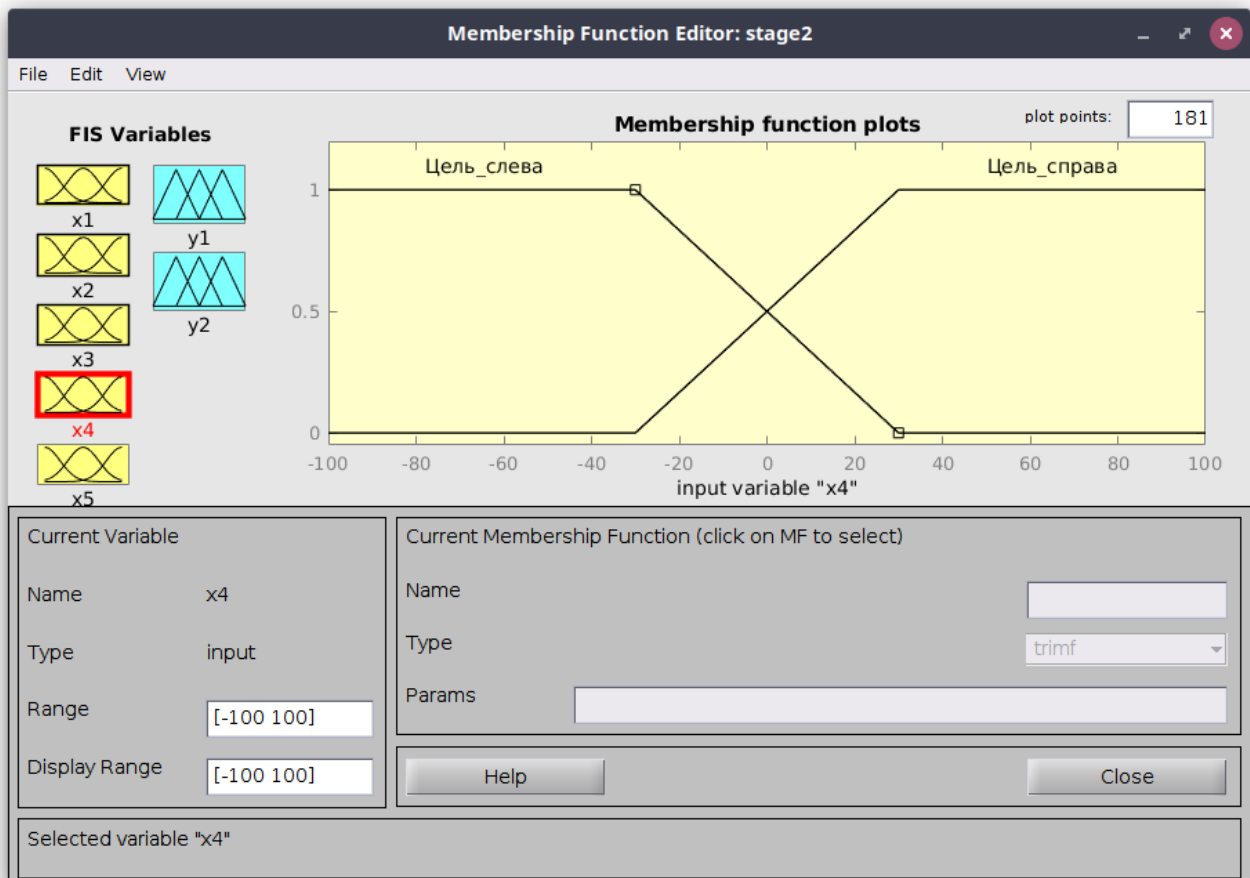 Membership Function Editor: stage2
File Edit View
FIS Variables
x1
x2
x3
x4
x5
y1
y2
Membership function plots
plot points: 181
Цель_слева
Цель_справа
1
0.5
0
-100 -80 -60 -40 -20 0 20 40 60 80 100
input variable "x4"
Current Variable
Name x4
Type input
Range [-100 100]
Display Range [-100 100]
Current Membership Function (click on MF to select)
Name
Type trimf
Params
Help
Close
Selected variable "x4"